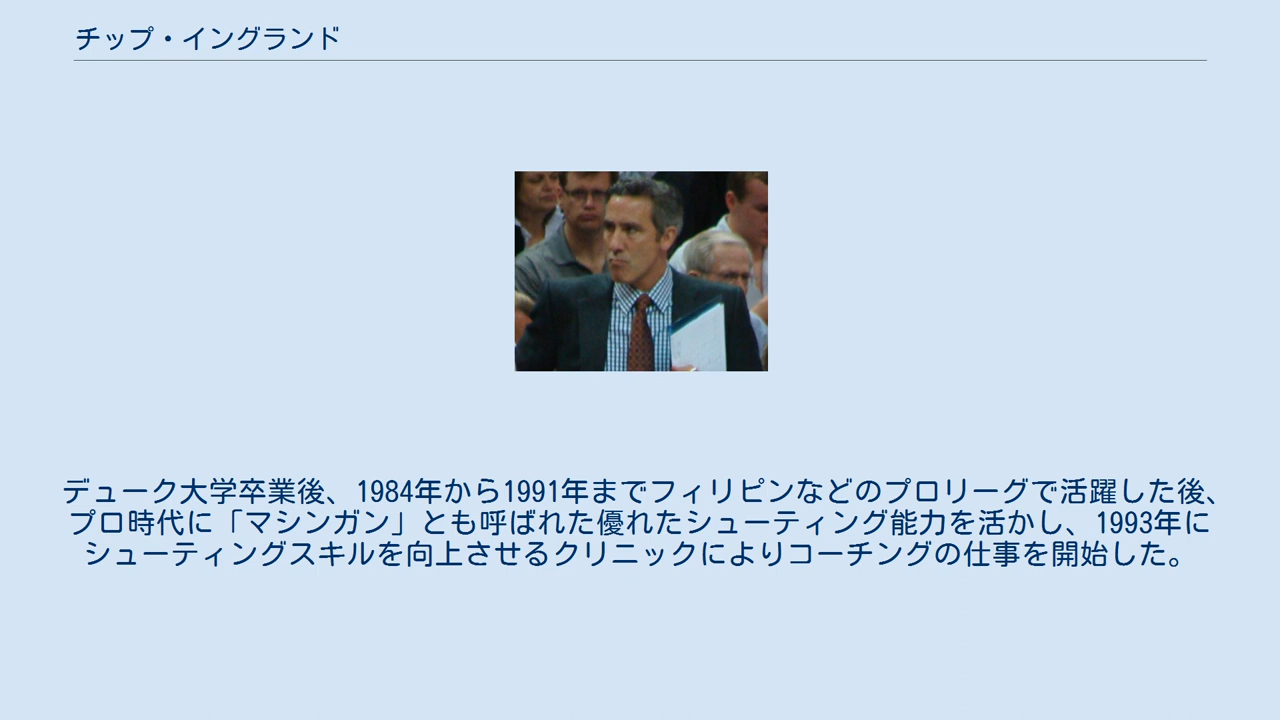 チップ・イングランド
デューク大学卒業後、1984年から1991年までフィリピンなどのプロリーグで活躍した後、
プロ時代に「マシンガン」とも呼ばれた優れたシューティング能力を活かし、1993年に
シューティングスキルを向上させるクリニックによりコーチングの仕事を開始した。